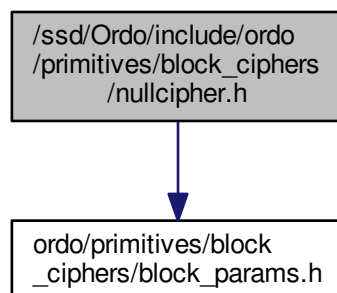 /ssd/Ordo/include/ordo
/primitives/block_ciphers
/nullcipher.h
ordo/primitives/block
_ciphers/block_params.h